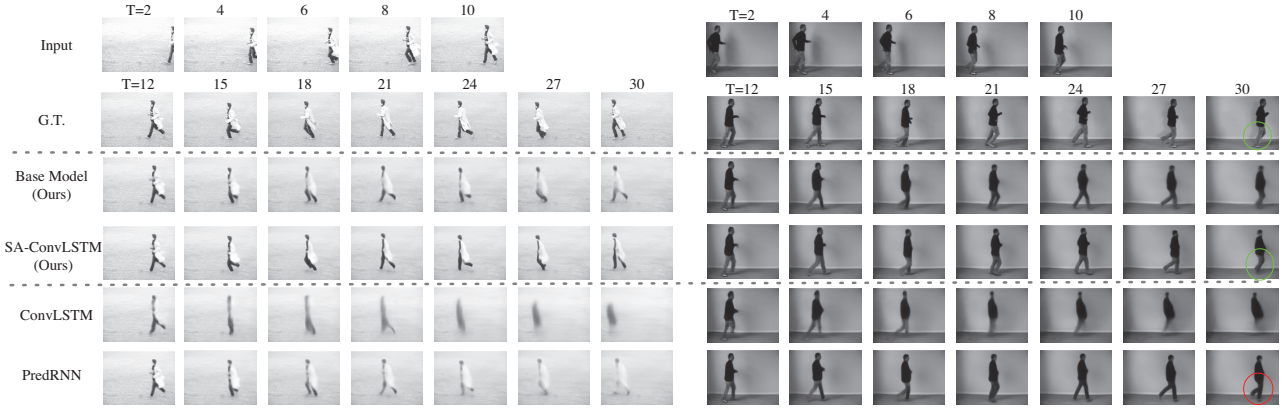 T=2 4 6 8 10
T=2 4 6 8 10
Input
T=12 15 18 21 24 27 30
T=12 15 18 21 24 27 30
G.T.
Base Model
(Ours)
SA-ConvLSTM
(Ours)
ConvLSTM
PredRNN